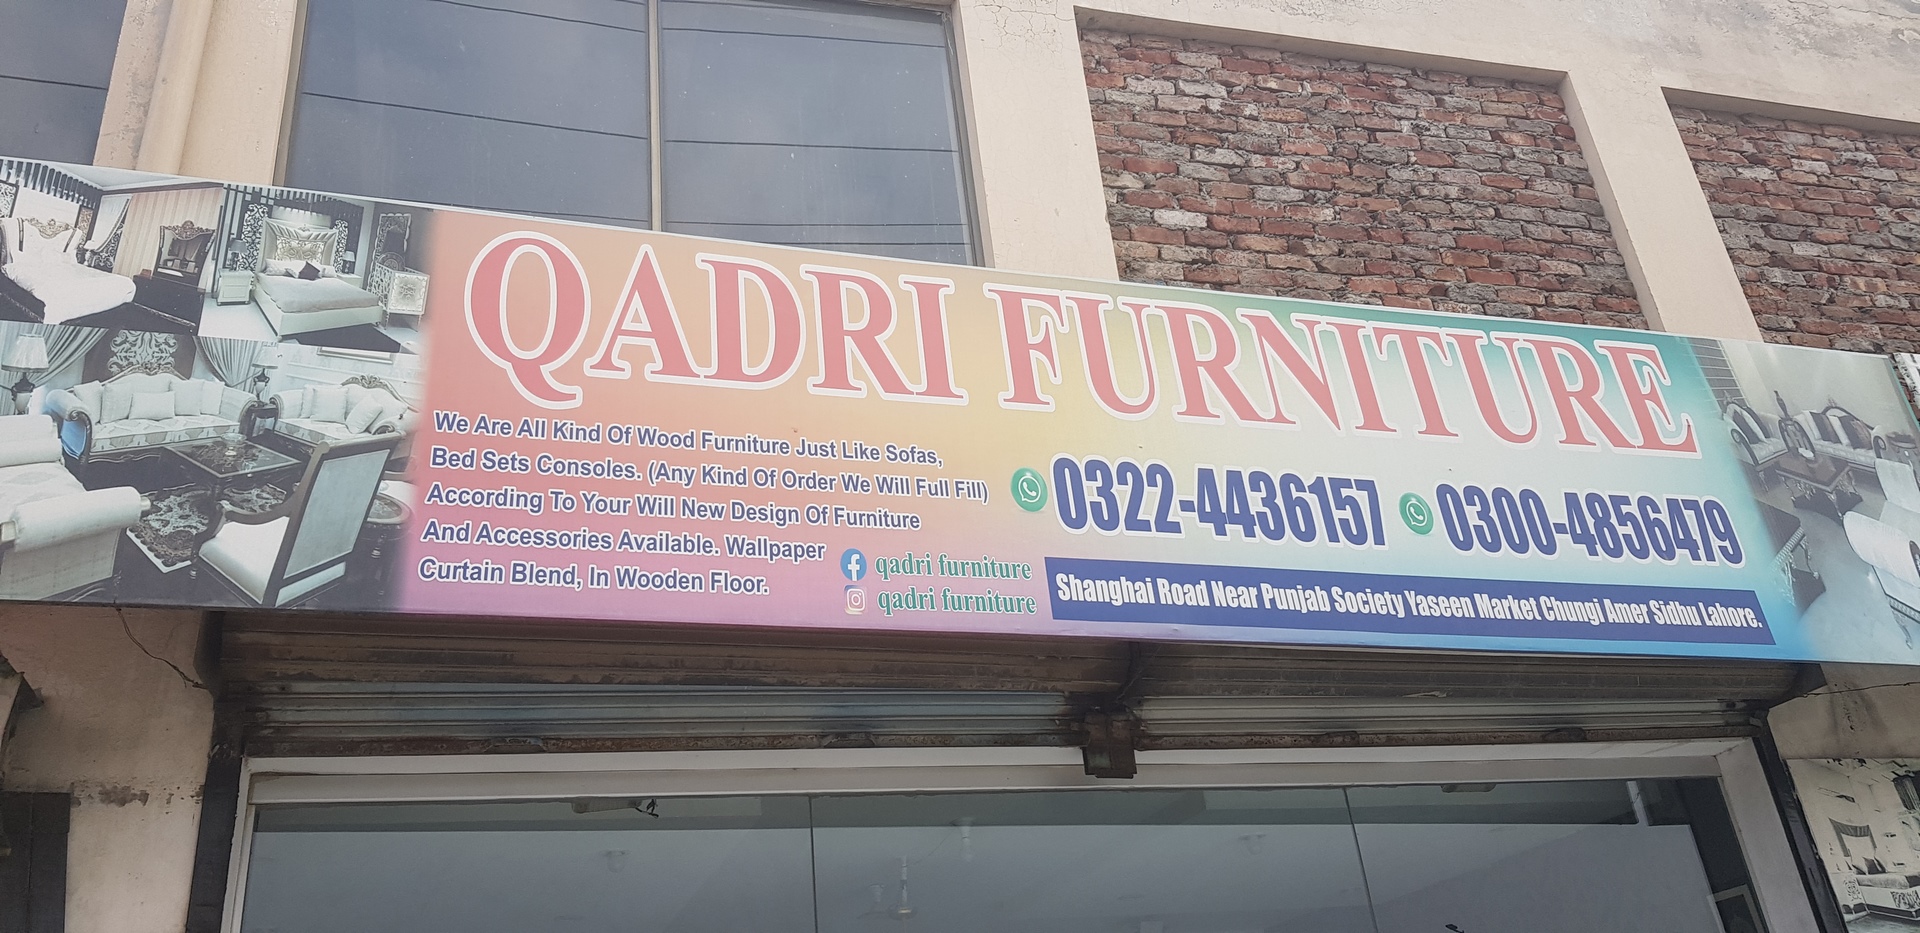 QADRI FURNITURE
We Are All Kind Of Wood Furniture Just Like Sofas,
Bed Sets Consoles. (Any Kind Of Order We Will Full Fill)
According To Your Will New Design Of Furniture
And Accessories Available. Wallpaper
Curtain Blend, In Wooden Floor.
qadri furniture
qadri furniture
0322-4436157
0300-4856479
Shanghai Road Near Punjab Society Yaseen Market Chungi Amer Sidhu Lahore.